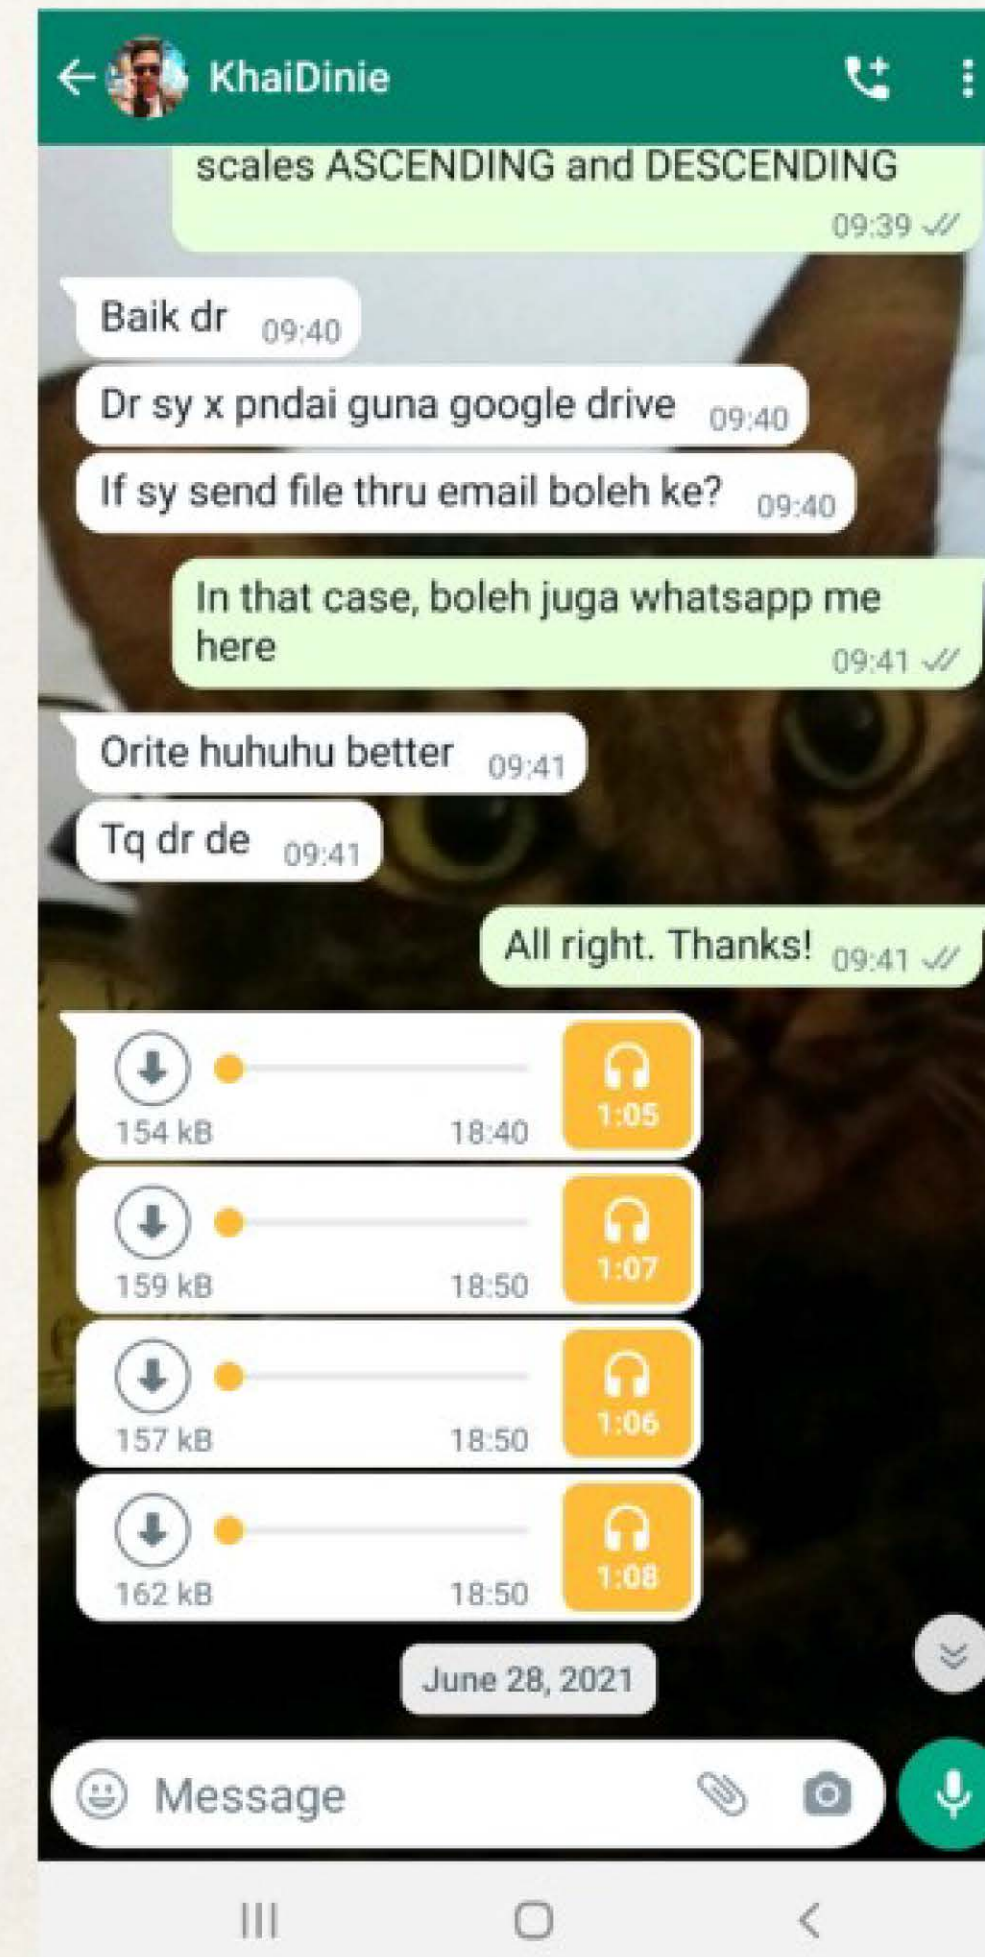 KhaiDinie
scales ASCENDING and DESCENDING
09:39
Baik dr 09:40
Dr sy x pndai guna google drive 09:40
If sy send file thru email boleh ke? 09:40
In that case, boleh juga whatsapp me
here 09:41
Orite huhuhu better 09:41
Tq dr de 09:41
All right. Thanks! 09:41
1:05
154 kB 18:40
1:07
159 kB 18:50
1:06
157 kB 18:50
1:08
162 kB 18:50
June 28, 2021
Message